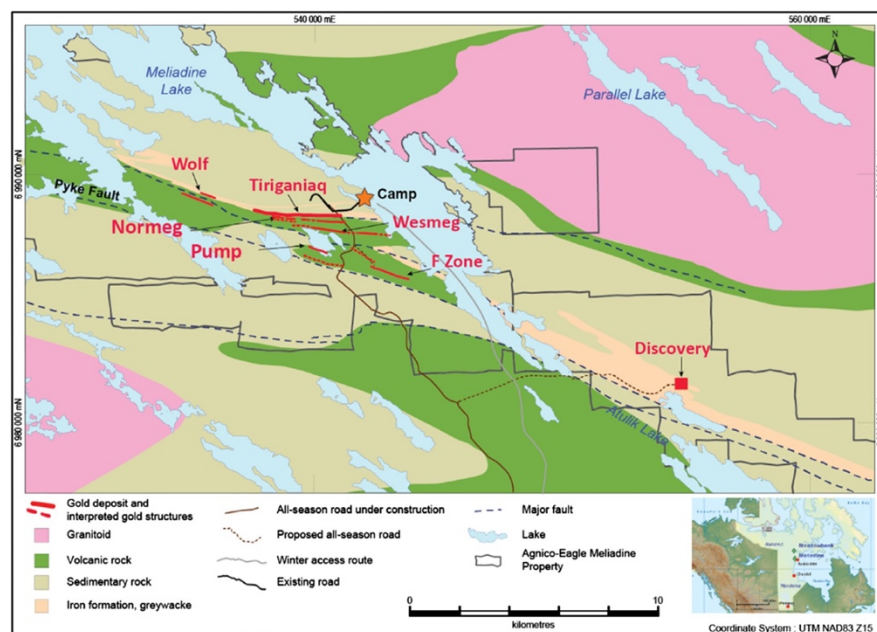 540 000 mE
560 000 mE
N
Meliadine
Lake
Parallel Lake
6 990 000 mN
Wolf
Pyke Fault
Tiriganiaq
Camp
Normeg
Wesmeg
Pump
F Zone
Discovery
6 980 000 mN
Atulik Lake
Gold deposit and
interpreted gold structures
Granitoid
Volcanic rock
Sedimentary rock
Iron formation, greywacke
All-season road under construction
Proposed all-season road
Winter access route
Existing road
Major fault
Lake
Agnico-Eagle Meliadine
Property
0
10
kilometres
Coordinate System : UTM NAD83 Z15